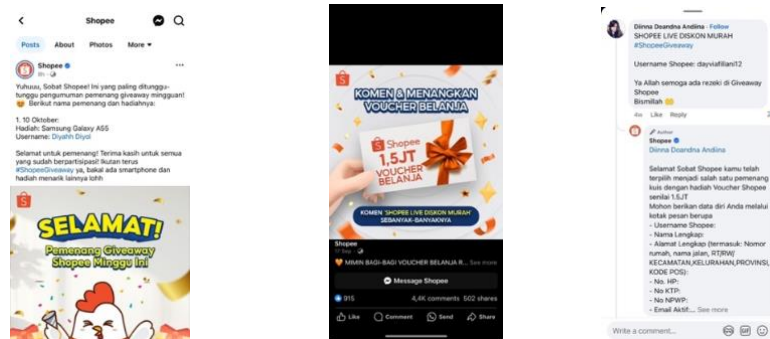 Shopee
Posts About Photos More
Shopee
Yuhuuu, Sobat Shopee! Ini yang paling ditunggu-
tunggu pengumuman pemenang giveaway mingguan!
Berikut nama pemenang dan hadiahnya:
1. 10 Oktober:
Hadiah: Samsung Galaxy A55
Username: Diyahh Diyol
Selamat untuk pemenang! Terima kasih untuk semua
yang sudah berpartisipasi! Ikutan terus
#ShopeeGiveaway ya, bakal ada smartphone dan
hadiah menarik lainnya lohh
SELAMAT!
Pemenang Giveaway
Shopee Minggu Ini
KOMEN & MENANGKAN
VOUCHER BELANJA
Shopee
1,5JT
VOUCHER
BELANJA
KOMEN 'SHOPEE LIVE DISKON MURAH'
SEBANYAK-BANYAKNYA
Shopee
17 Sep
MIMIN BAGI-BAGI VOUCHER BELANJA R... See more
Message Shopee
915 4,4K comments 502 shares
Like Comment Send Share
Diinna Doandna Andiina · Follow
SHOPEE LIVE DISKON MURAH
#ShopeeGiveaway
Username Shopee: dayviafiliani12
Ya Allah semoga ada rezeki di Giveaway
Shopee
Bismillah
4w Like Reply
Author
Shopee
Diinna Doandna Andiina
Selamat Sobat Shopee kamu telah
terpilih menjadi salah satu pemenang
kuis dengan hadiah Voucher Shopee
senilai 1.5JT
Mohon berikan data diri Anda melalui
kotak pesan berupa
- Username Shopee:
- Nama Lengkap:
- Alamat Lengkap (termasuk: Nomor
rumah, nama jalan, RT/RW/
KECAMATAN,KELURAHAN,PROVINSI,
KODE POS):
- No. HP:
- No KTP:
- No NPWP:
- Email Aktif:... See more
Write a comment...
GIF